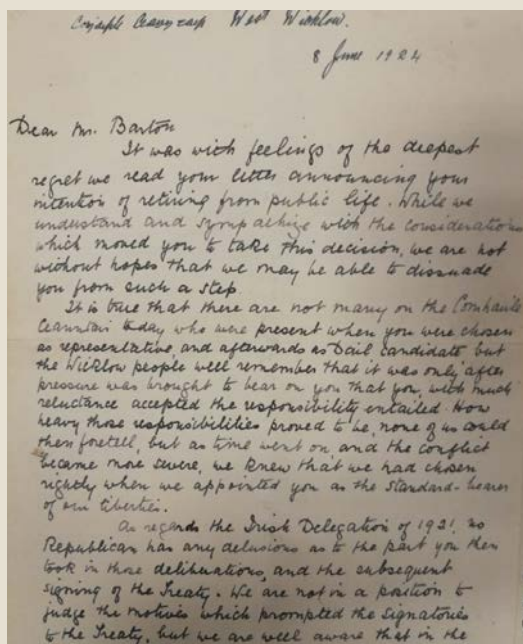 Comhairle Ceanntair West Wicklow.
8 June 1924
Dear Mr. Barton
It was with feelings of the deepest
regret we read your letter announcing your
intention of retiring from public life. While we
understand and sympathise with the considerations
which moved you to take this decision, we are not
without hopes that we may be able to dissuade
you from such a step.
It is true that there are not many on the Comhairle
Ceanntair today who were present when you were chosen
as representative, and afterwards as Dail candidate, but
the Wicklow people well remember that it was only after
pressure was brought to bear on you that you, with much
reluctance accepted the responsibility entailed. How
heavy those responsibilities proved to be, none of us could
then foretell, but as time went on, and the conflict
became more severe, we knew that we had chosen
rightly when we appointed you as the standard-bearer
of our liberties.
As regards the Irish Delegation of 1921, no
Republican has any delusions as to the part you then
took in those deliberations, and the subsequent
signing of the Treaty. We are not in a position to
judge the motives which prompted the signatories
to the Treaty, but we are well aware that in the